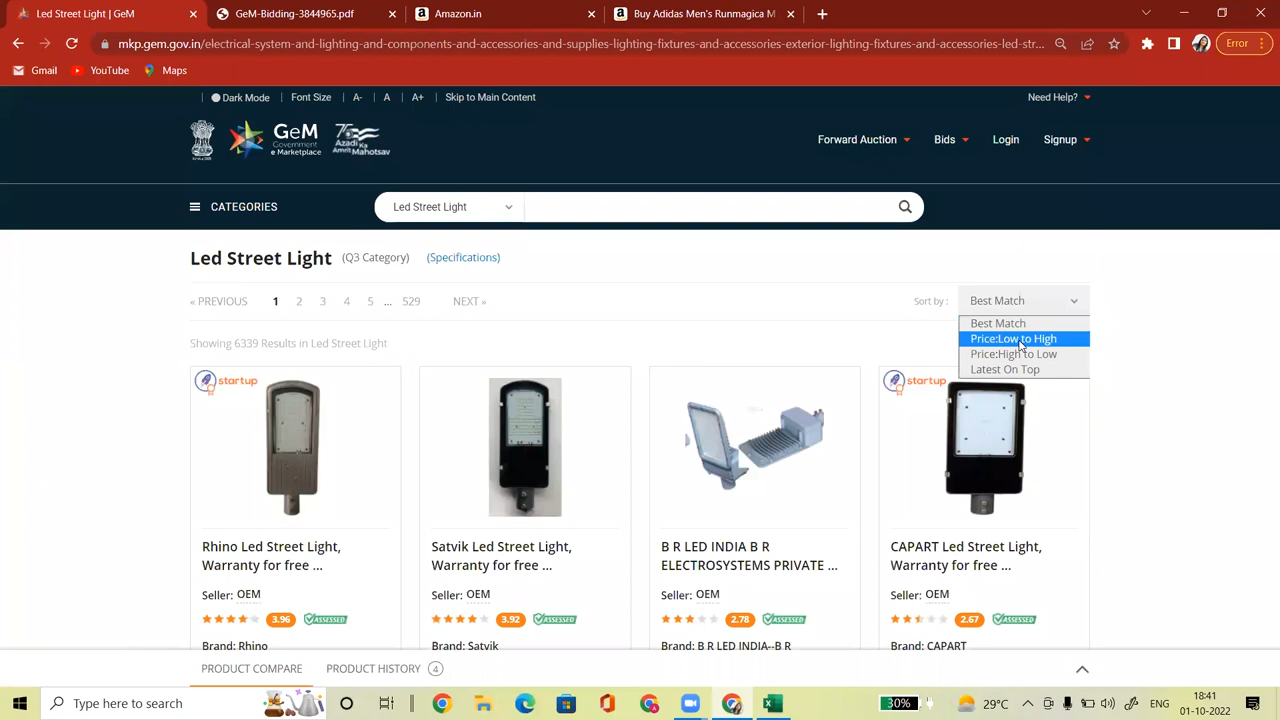 Led Street Light | GeM
GeM-Bidding-3844965.pdf
Amazon.in
Buy Adidas Men's Runmagica M
mkp.gem.gov.in/electrical-system-and-lighting-and-components-and-accessories-and-supplies-lighting-fixtures-and-accessories-exterior-lighting-fixtures-and-accessories-led-str...
Error
Gmail YouTube Maps
Dark Mode Font Size A- A A+ Skip to Main Content Need Help?
GeM
Government
e Marketplace
75
Azadi Ka
Amrit Mahotsav
Forward Auction Bids Login Signup
CATEGORIES Led Street Light
Led Street Light (Q3 Category) (Specifications)
« PREVIOUS 1 2 3 4 5 ... 529 NEXT » Sort by : Best Match
Best Match
Price:Low to High
Price:High to Low
Latest On Top
Showing 6339 Results in Led Street Light
startup
startup
Rhino Led Street Light,
Warranty for free ...
Seller: OEM
3.96 ASSESSED
Brand: Rhino
Satvik Led Street Light,
Warranty for free ...
Seller: OEM
3.92 ASSESSED
Brand: Satvik
B R LED INDIA B R
ELECTROSYSTEMS PRIVATE ...
Seller: OEM
2.78 ASSESSED
Brand: B R LED INDIA--B R
CAPART Led Street Light,
Warranty for free ...
Seller: OEM
2.67 ASSESSED
Brand: CAPART
PRODUCT COMPARE PRODUCT HISTORY 4
Type here to search
30% 29°C ENG
18:41
01-10-2022